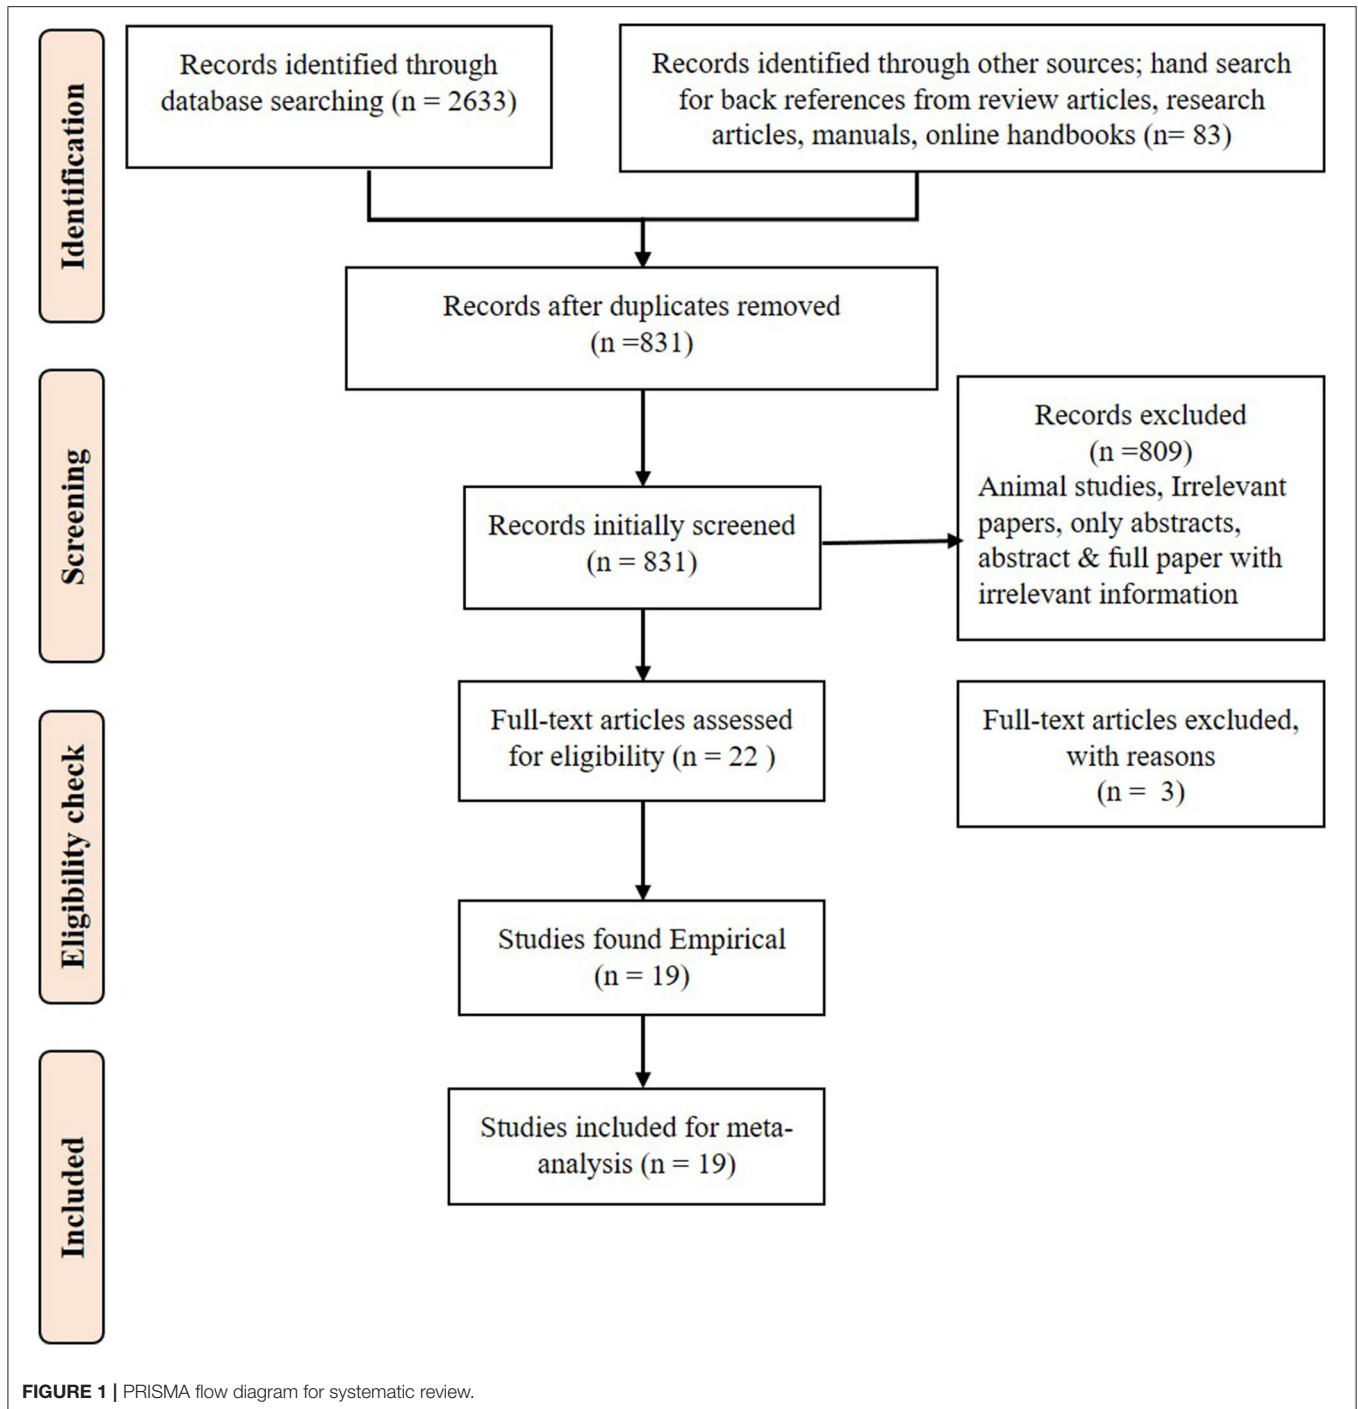 Identification
Records identified through
database searching (n = 2633)
Records identified through other sources; hand search
for back references from review articles, research
articles, manuals, online handbooks (n= 83)
Records after duplicates removed
(n =831)
Screening
Records initially screened
(n = 831)
Records excluded
(n =809)
Animal studies, Irrelevant
papers, only abstracts,
abstract & full paper with
irrelevant information
Eligibility check
Full-text articles assessed
for eligibility (n = 22 )
Full-text articles excluded,
with reasons
(n =  3)
Studies found Empirical
(n = 19)
Included
Studies included for meta-
analysis (n = 19)
FIGURE 1 | PRISMA flow diagram for systematic review.